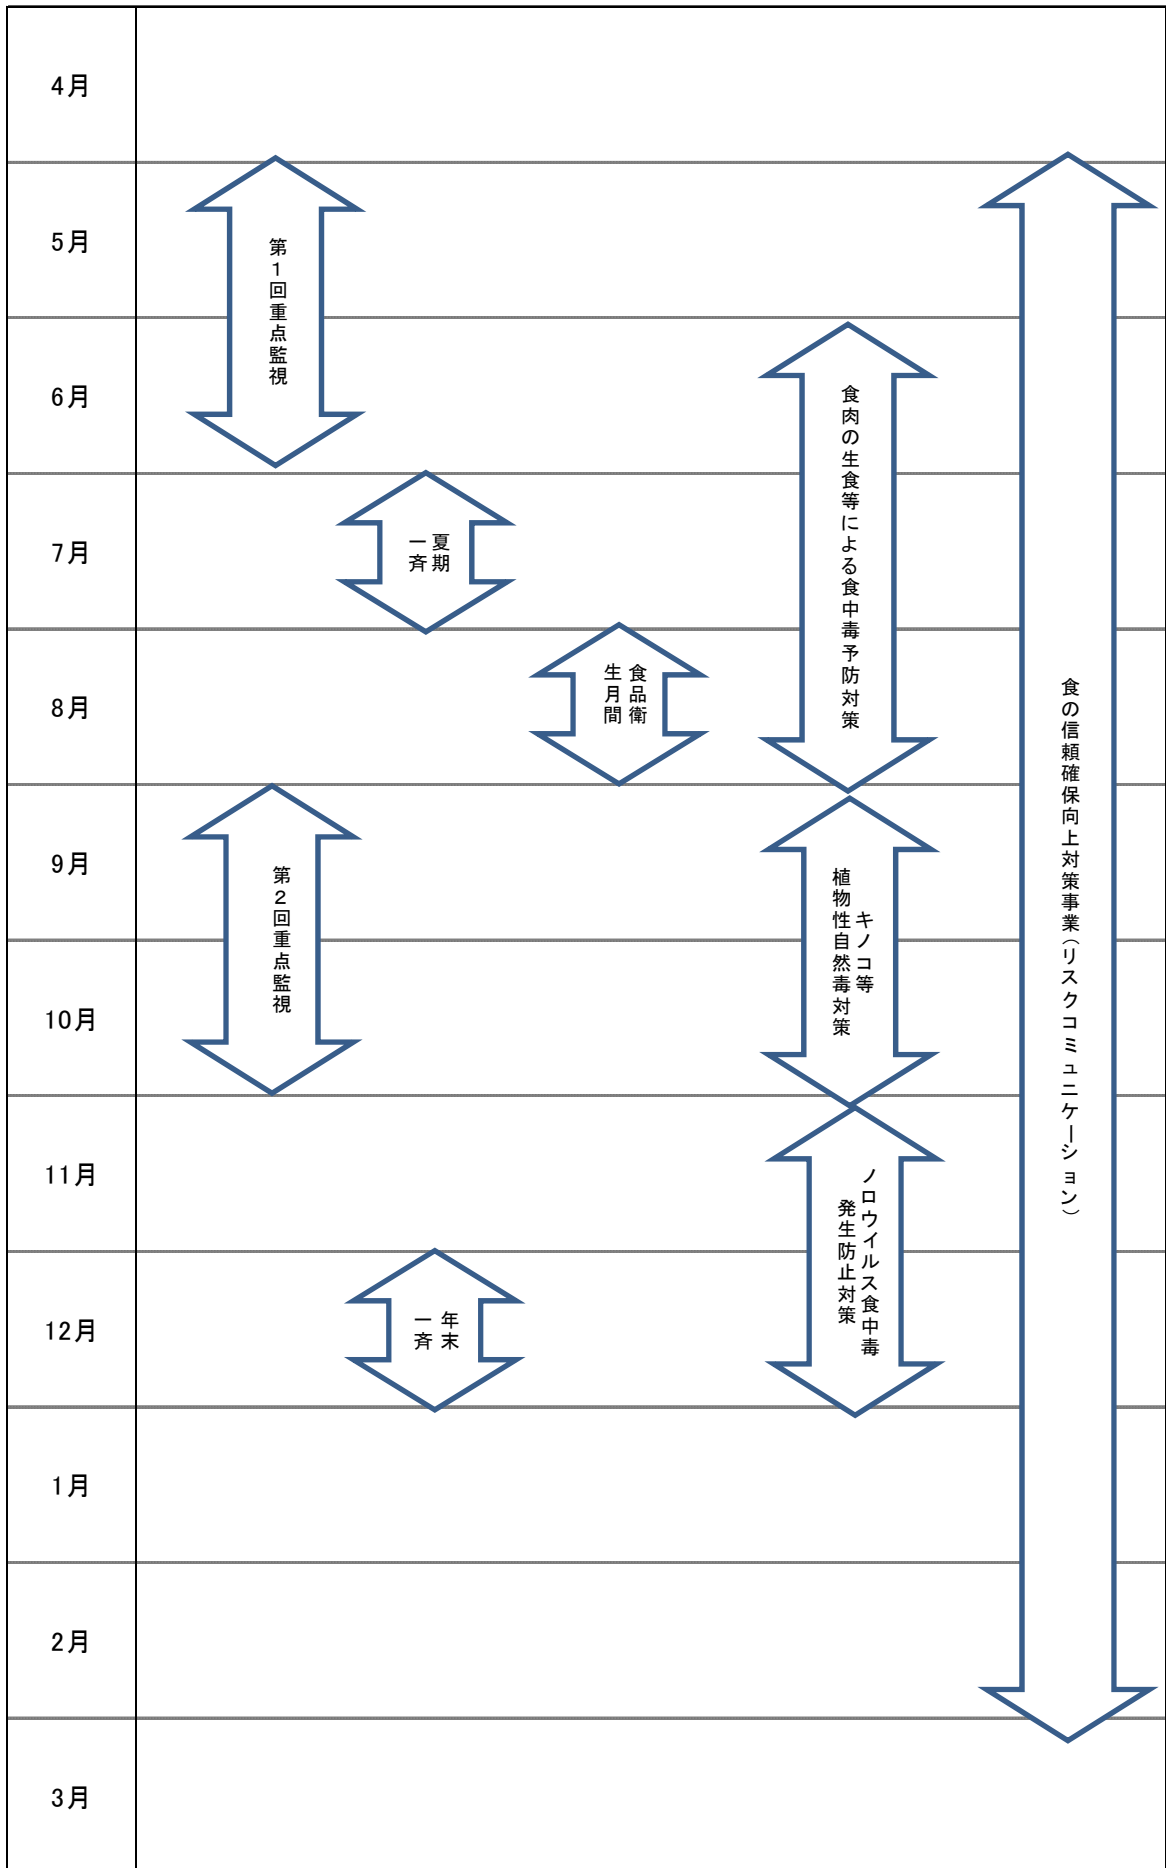 4月
5月
6月
7月
8月
9月
10月
11月
12月
1月
2月
3月
第1回重点監視
夏期
一斉
食品衛
生月間
食肉の生食等による食中毒予防対策
食の信頼確保向上対策事業(リスクコミュニケーション)
第2回重点監視
キノコ等
植物性自然毒対策
ノロウイルス食中毒
発生防止対策
年末
一斉